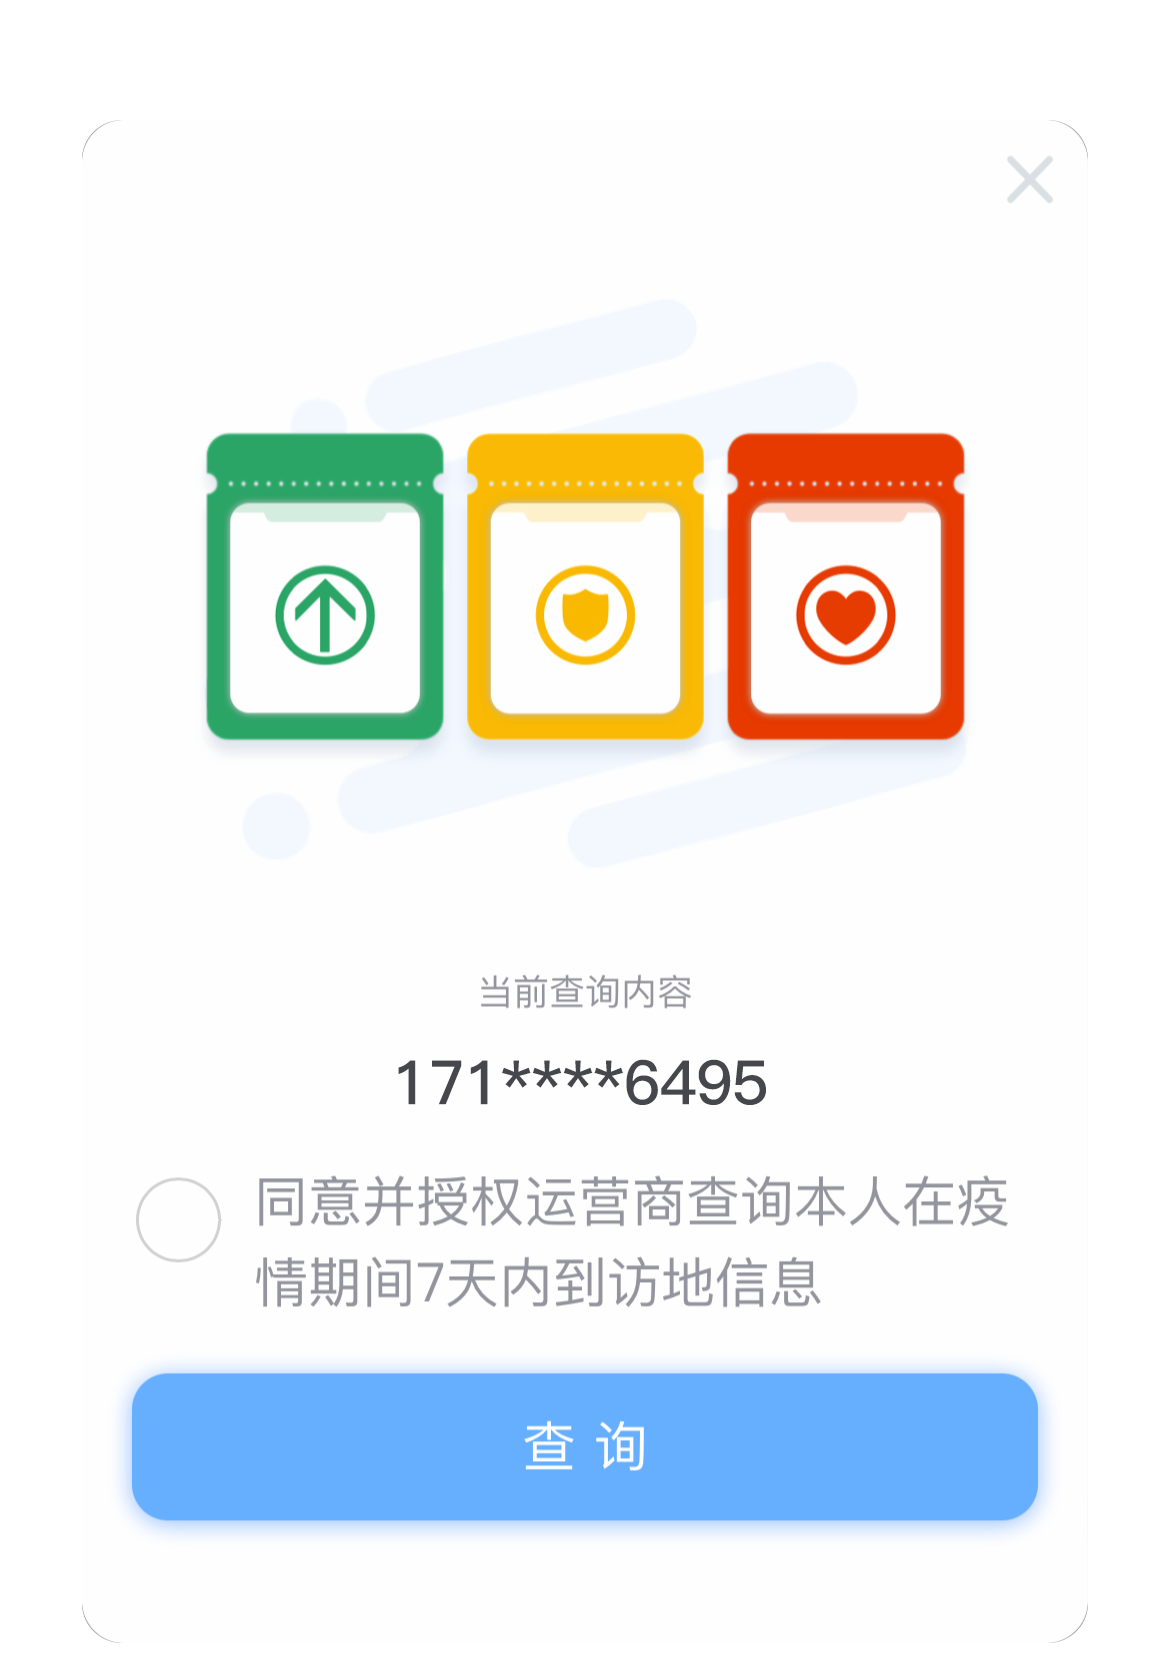 当前查询内容
171****6495
同意并授权运营商查询本人在疫
情期间7天内到访地信息
查 询